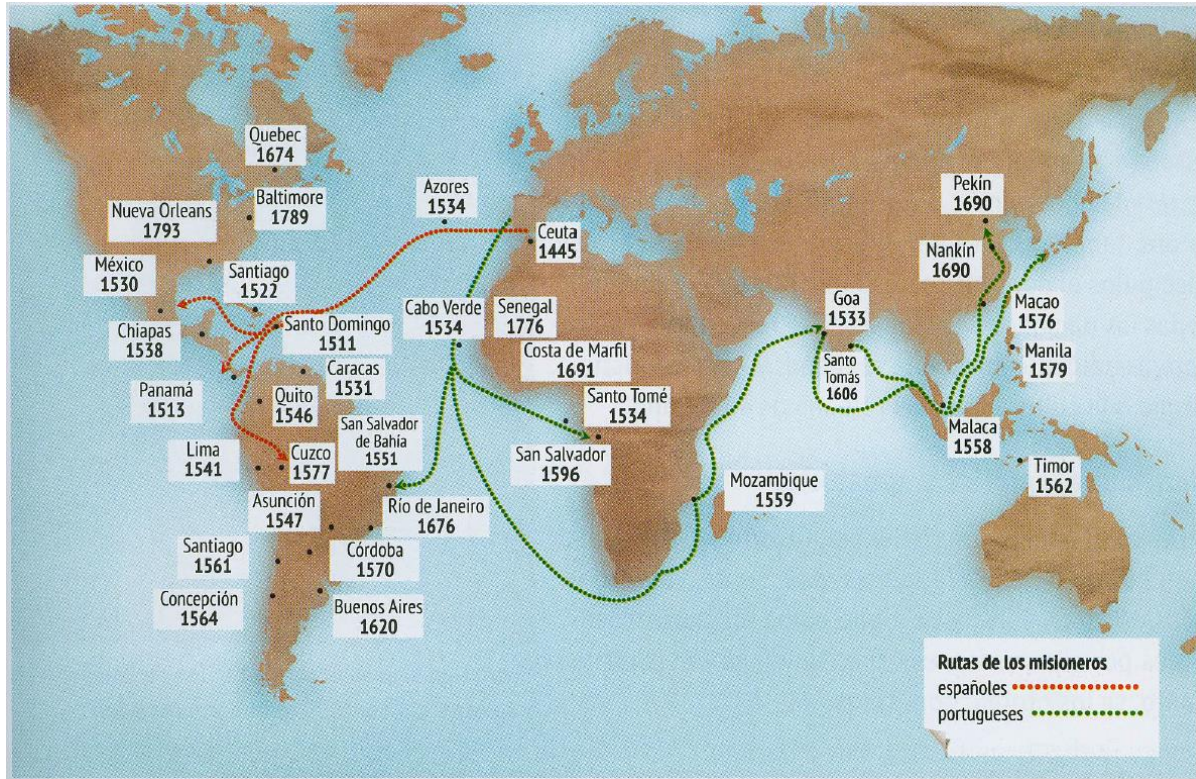 Quebec
1674
Baltimore
1789
Nueva Orleans
1793
México
1530
Santiago
1522
Chiapas
1538
Santo Domingo
1511
Panamá
1513
Caracas
1531
Quito
1546
San Salvador
de Bahía
1551
Lima
1541
Cuzco
1577
Asunción
1547
Río de Janeiro
1676
Santiago
1561
Córdoba
1570
Concepción
1564
Buenos Aires
1620
Azores
1534
Ceuta
1445
Cabo Verde
1534
Senegal
1776
Costa de Marfil
1691
Santo Tomé
1534
San Salvador
1596
Mozambique
1559
Goa
1533
Santo
Tomás
1606
Pekín
1690
Nankín
1690
Macao
1576
Manila
1579
Malaca
1558
Timor
1562
Rutas de los misioneros
españoles
portugueses